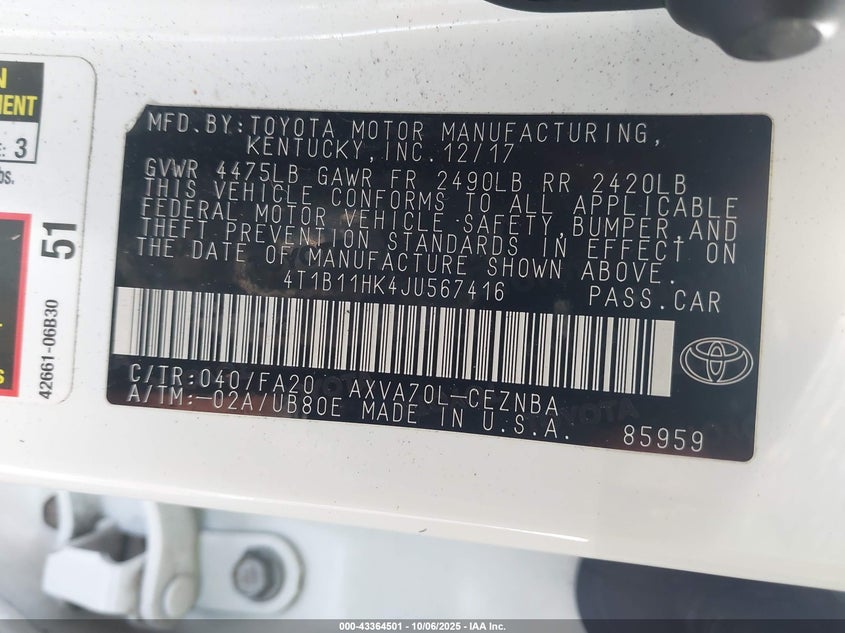 N
MENT
: 3
bs.
51
42661-06B30
S
MFD.BY:TOYOTA MOTOR MANUFACTURING,
KENTUCKY,INC.12/17
GVWR 4475LB GAWR FR 2490LB RR 2420LB
THIS VEHICLE CONFORMS TO ALL APPLICABLE
FEDERAL MOTOR VEHICLE SAFETY,BUMPER,AND
THEFT PREVENTION STANDARDS IN EFFECT ON
THE DATE OF MANUFACTURE SHOWN ABOVE.
4T1B11HK4JU567416 PASS.CAR
C/TR:040/FA20 AXVA70L-CEZNBA
A/TM:-02A/UB80E MADE IN U.S.A. 85959
000-43364501 - 10/06/2025 - IAA Inc.